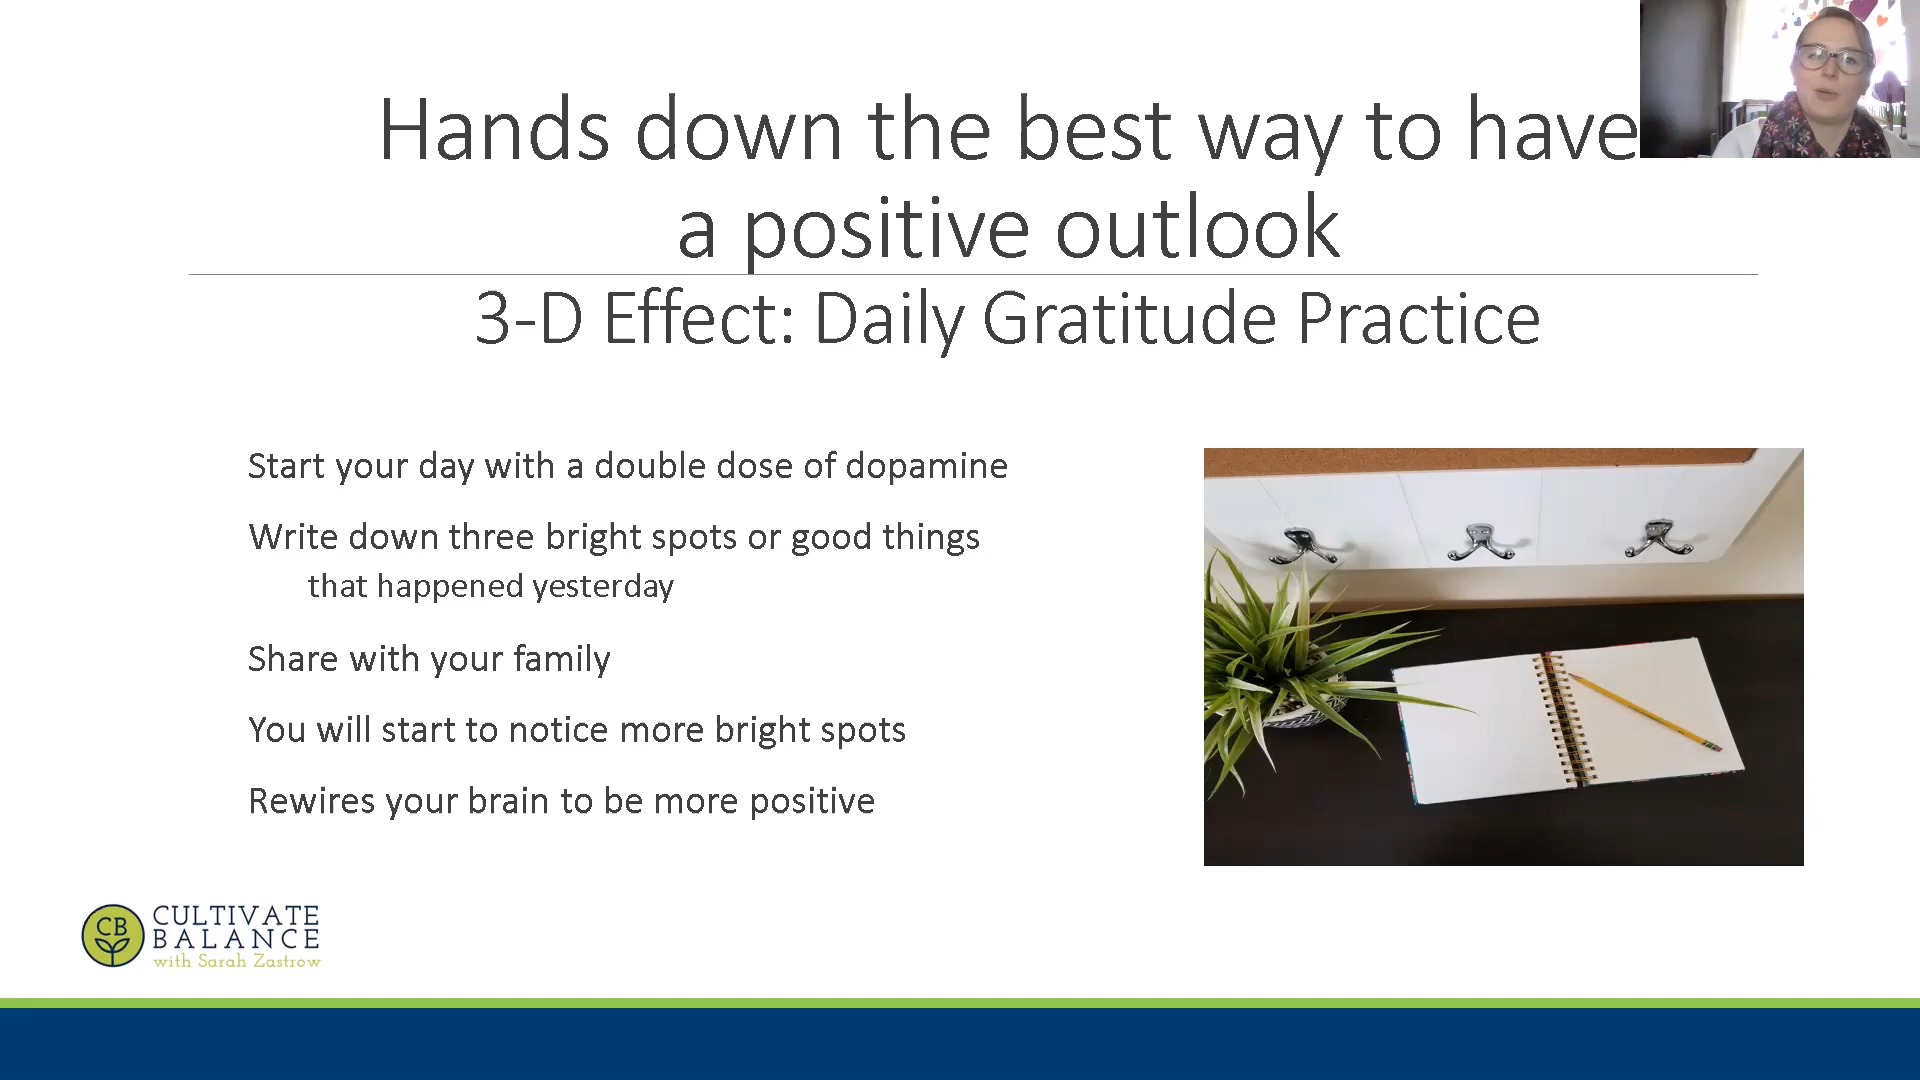 Hands down the best way to have
a positive outlook
3-D Effect: Daily Gratitude Practice
Start your day with a double dose of dopamine
Write down three bright spots or good things
that happened yesterday
Share with your family
You will start to notice more bright spots
Rewires your brain to be more positive
CB
CULTIVATE
BALANCE
with Sarah Zastrow